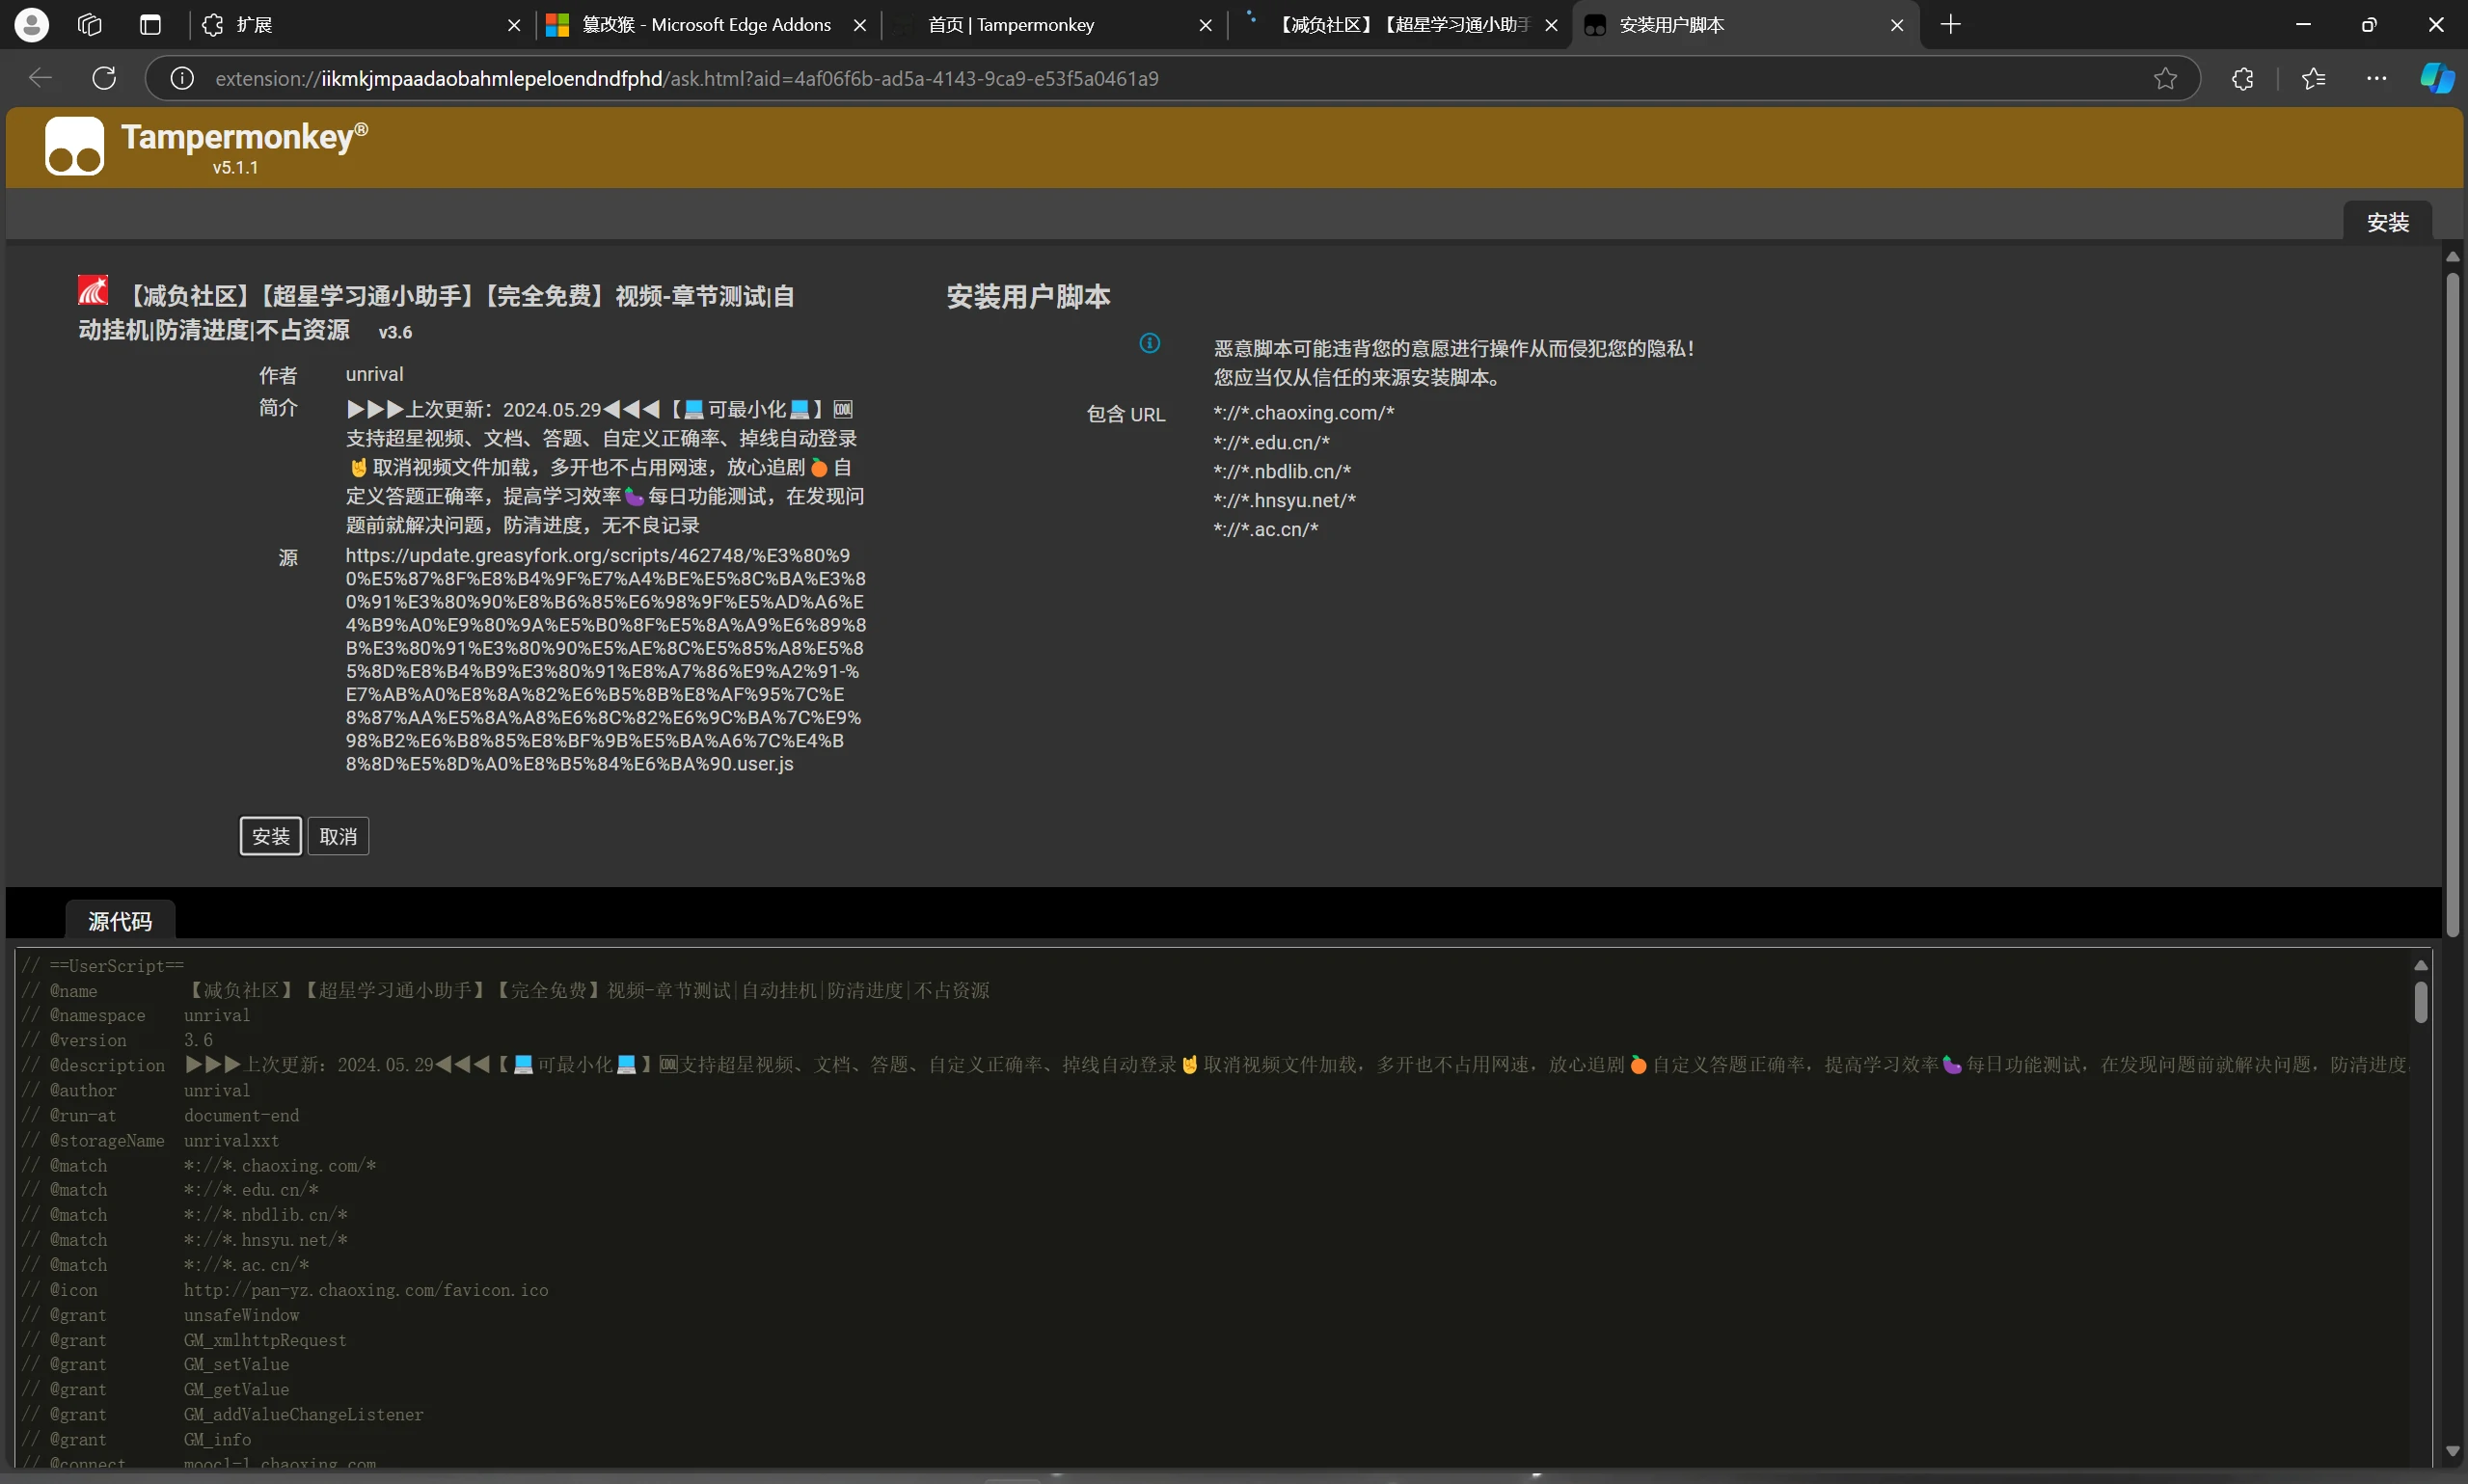 扩展
篡改猴 - Microsoft Edge Addons
首页 | Tampermonkey
【减负社区】【超星学习通小助手
安装用户脚本
extension://iikmkjmpaadaobahmlepeloendndfphd/ask.html?aid=4af06f6b-ad5a-4143-9ca9-e53f5a0461a9
Tampermonkey®
v5.1.1
安装
【减负社区】【超星学习通小助手】【完全免费】视频-章节测试|自
动挂机|防清进度|不占资源 v3.6
作者 unrival
简介 ▶▶▶上次更新：2024.05.29◀◀◀【💻可最小化💻】🆒
支持超星视频、文档、答题、自定义正确率、掉线自动登录
🤘取消视频文件加载，多开也不占用网速，放心追剧🍊自
定义答题正确率，提高学习效率🍆每日功能测试，在发现问
题前就解决问题，防清进度，无不良记录
源 https://update.greasyfork.org/scripts/462748/%E3%80%9
0%E5%87%8F%E8%B4%9F%E7%A4%BE%E5%8C%BA%E3%8
0%91%E3%80%90%E8%B6%85%E6%98%9F%E5%AD%A6%E
4%B9%A0%E9%80%9A%E5%B0%8F%E5%8A%A9%E6%89%8
B%E3%80%91%E3%80%90%E5%AE%8C%E5%85%A8%E5%8
5%8D%E8%B4%B9%E3%80%91%E8%A7%86%E9%A2%91-%
E7%AB%A0%E8%8A%82%E6%B5%8B%E8%AF%95%7C%E
8%87%AA%E5%8A%A8%E6%8C%82%E6%9C%BA%7C%E9%
98%B2%E6%B8%85%E8%BF%9B%E5%BA%A6%7C%E4%B
8%8D%E5%8D%A0%E8%B5%84%E6%BA%90.user.js
安装用户脚本
恶意脚本可能违背您的意愿进行操作从而侵犯您的隐私！
您应当仅从信任的来源安装脚本。
包含 URL *://*.chaoxing.com/*
*://*.edu.cn/*
*://*.nbdlib.cn/*
*://*.hnsyu.net/*
*://*.ac.cn/*
安装 取消
源代码
// ==UserScript==
// @name 【减负社区】【超星学习通小助手】【完全免费】视频-章节测试|自动挂机|防清进度|不占资源
// @namespace unrival
// @version 3.6
// @description ▶▶▶上次更新：2024.05.29◀◀◀【💻可最小化💻】🆒支持超星视频、文档、答题、自定义正确率、掉线自动登录🤘取消视频文件加载，多开也不占用网速，放心追剧🍊自定义答题正确率，提高学习效率🍆每日功能测试，在发现问题前就解决问题，防清进度
// @author unrival
// @run-at document-end
// @storageName unrivalxxt
// @match *://*.chaoxing.com/*
// @match *://*.edu.cn/*
// @match *://*.nbdlib.cn/*
// @match *://*.hnsyu.net/*
// @match *://*.ac.cn/*
// @icon http://pan-yz.chaoxing.com/favicon.ico
// @grant unsafeWindow
// @grant GM_xmlhttpRequest
// @grant GM_setValue
// @grant GM_getValue
// @grant GM_addValueChangeListener
// @grant GM_info
// @connect mooc1-1.chaoxing.com